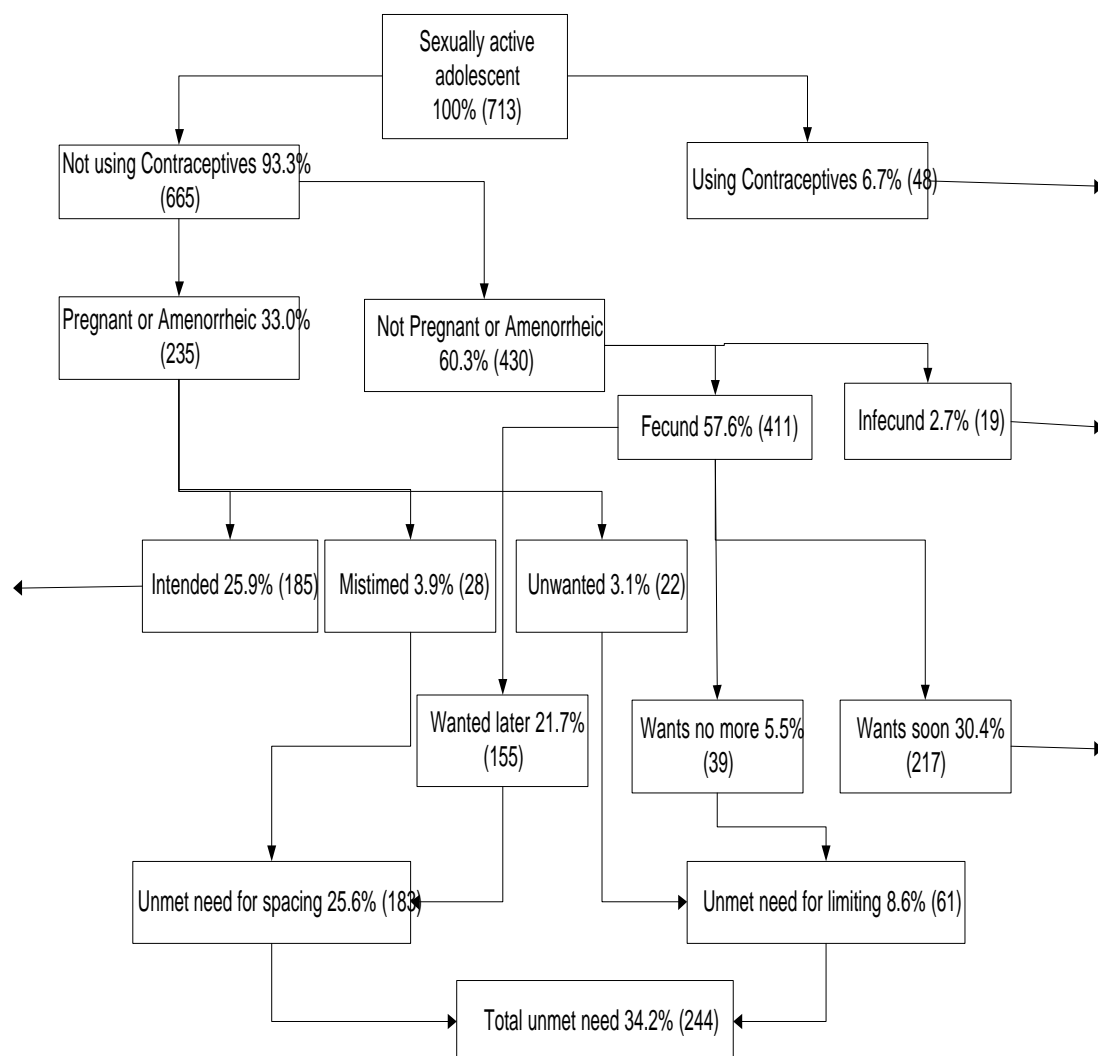 Sexually active
adolescent
100% (713)
Not using Contraceptives 93.3%
(665)
Using Contraceptives 6.7% (48)
Pregnant or Amenorrheic 33.0%
(235)
Not Pregnant or Amenorrheic
60.3% (430)
Fecund 57.6% (411)
Infecund 2.7% (19)
Intended 25.9% (185)
Mistimed 3.9% (28)
Unwanted 3.1% (22)
Wanted later 21.7%
(155)
Wants no more 5.5%
(39)
Wants soon 30.4%
(217)
Unmet need for spacing 25.6% (183)
Unmet need for limiting 8.6% (61)
Total unmet need 34.2% (244)